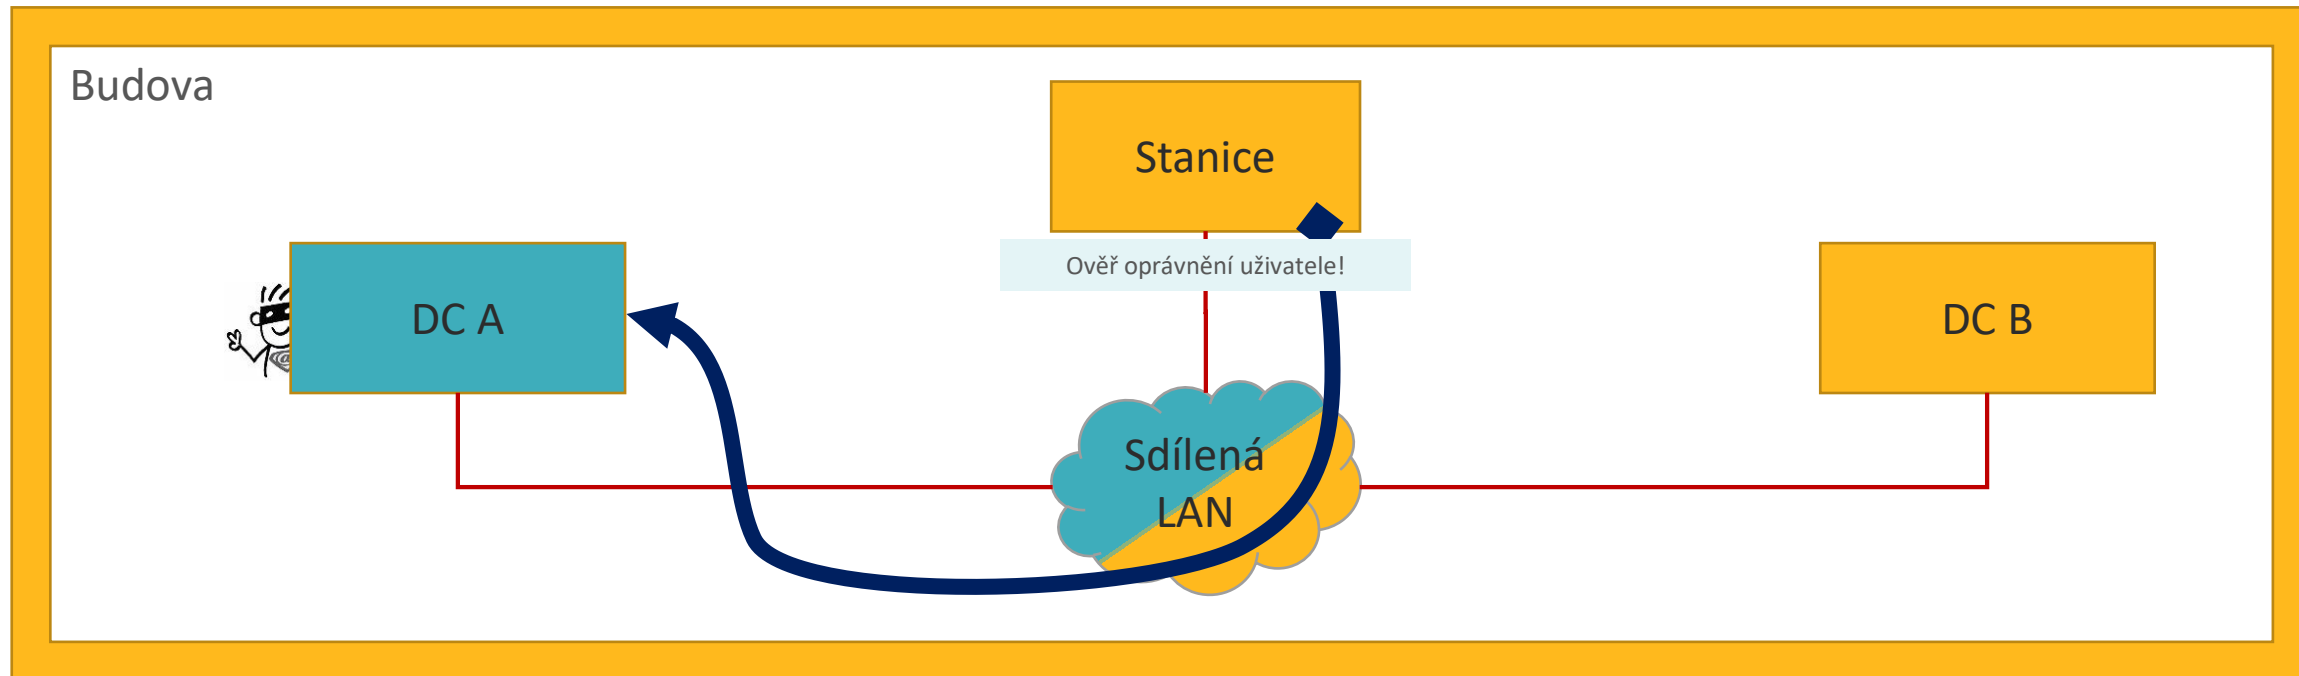 Budova
Stanice
Ověř oprávnění uživatele!
DC A
DC B
Sdílená
LAN